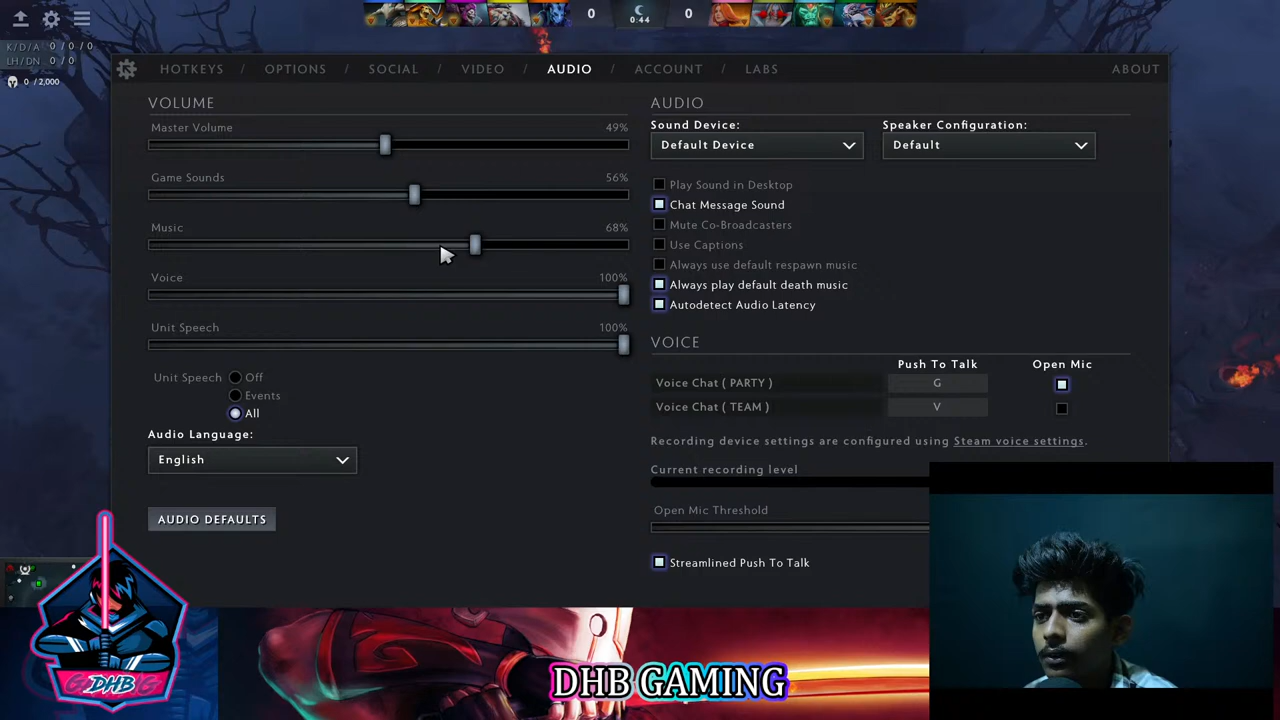 0 0:44 0
K/D/A 0 / 0 / 0
LH/DN 0 / 0
0 / 2,000
HOTKEYS / OPTIONS / SOCIAL / VIDEO / AUDIO / ACCOUNT / LABS ABOUT
VOLUME
Master Volume 49%
Game Sounds 56%
Music 68%
Voice 100%
Unit Speech 100%
Unit Speech Off
Events
All
Audio Language:
English
AUDIO DEFAULTS
AUDIO
Sound Device: Speaker Configuration:
Default Device Default
Play Sound in Desktop
Chat Message Sound
Mute Co-Broadcasters
Use Captions
Always use default respawn music
Always play default death music
Autodetect Audio Latency
VOICE
Push To Talk Open Mic
Voice Chat ( PARTY ) G
Voice Chat ( TEAM ) V
Recording device settings are configured using Steam voice settings.
Current recording level
Open Mic Threshold
Streamlined Push To Talk
DHB
DHB GAMING